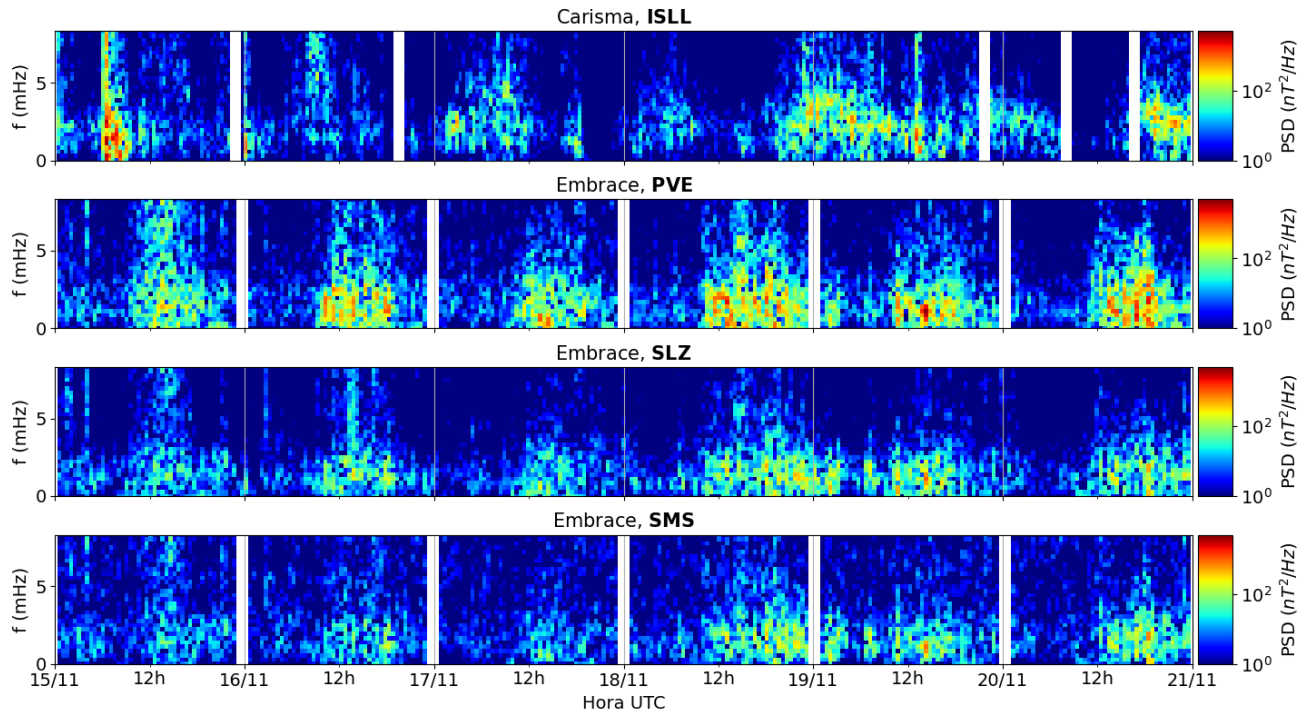 Carisma, ISLL
f (mHz)
5
0
10²
10⁰
PSD (nT²/Hz)
Embrace, PVE
f (mHz)
5
0
10²
10⁰
PSD (nT²/Hz)
Embrace, SLZ
f (mHz)
5
0
10²
10⁰
PSD (nT²/Hz)
Embrace, SMS
f (mHz)
5
0
10²
10⁰
PSD (nT²/Hz)
15/11 12h 16/11 12h 17/11 12h 18/11 12h 19/11 12h 20/11 12h 21/11
Hora UTC